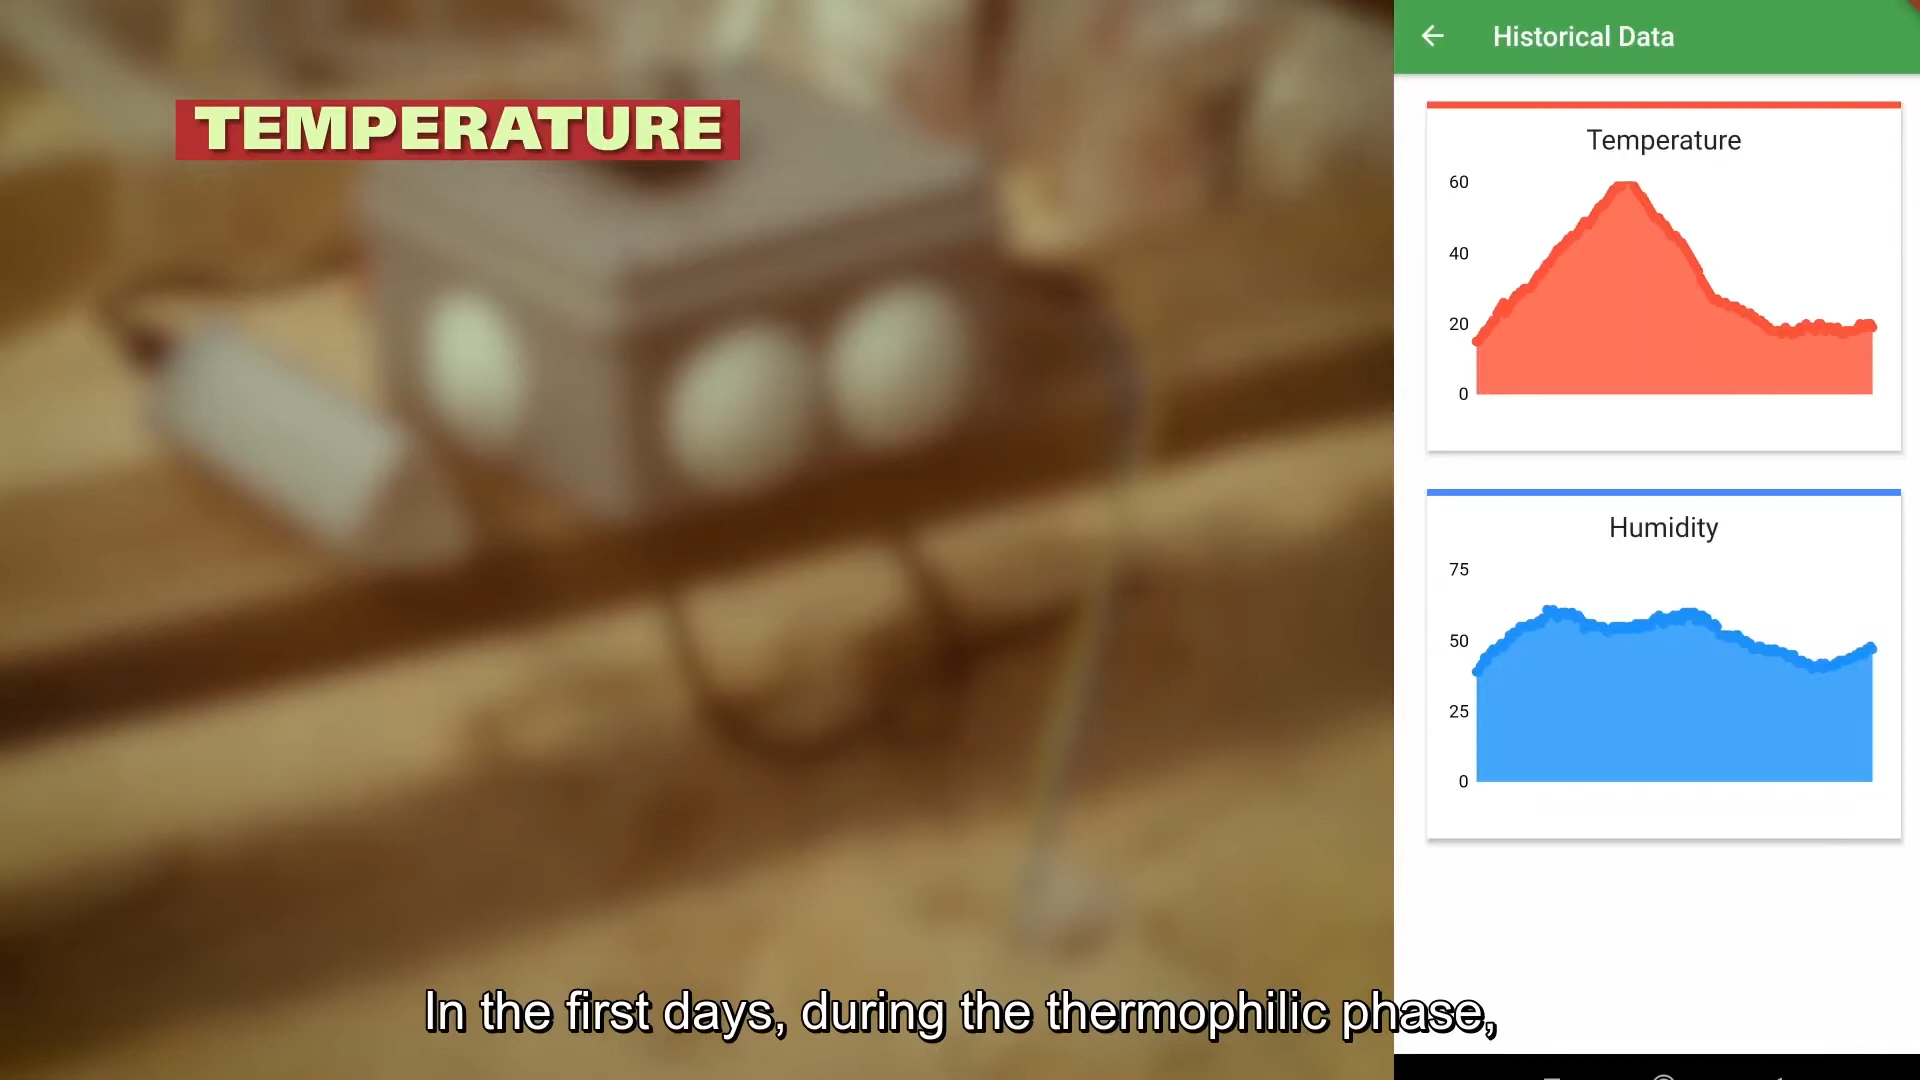 TEMPERATURE
Historical Data
Temperature
60
40
20
0
Humidity
75
50
25
0
In the first days, during the thermophilic phase,